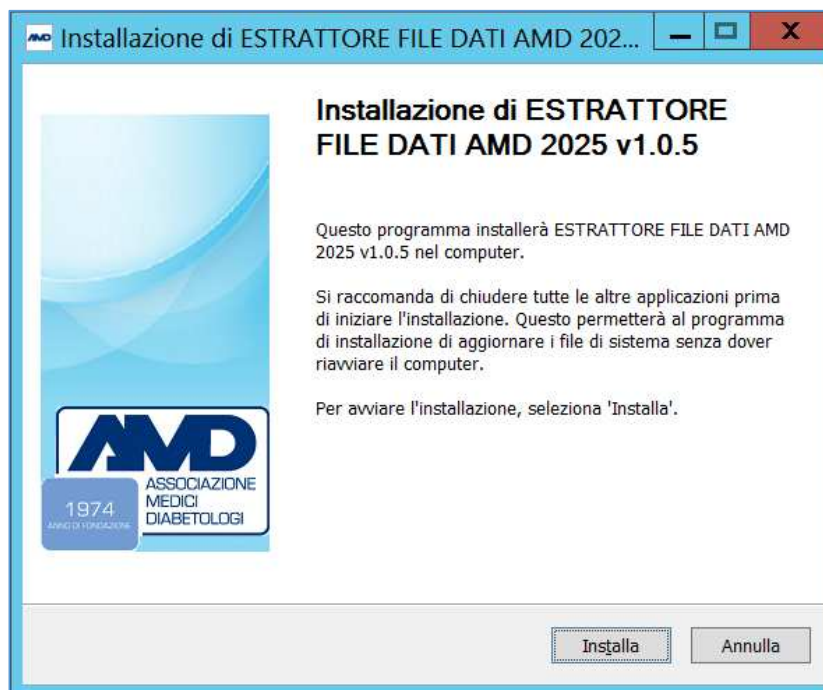 Installazione di ESTRATTORE FILE DATI AMD 202...
Installazione di ESTRATTORE
FILE DATI AMD 2025 v1.0.5
Questo programma installerà ESTRATTORE FILE DATI AMD
2025 v1.0.5 nel computer.
Si raccomanda di chiudere tutte le altre applicazioni prima
di iniziare l'installazione. Questo permetterà al programma
di installazione di aggiornare i file di sistema senza dover
riavviare il computer.
Per avviare l'installazione, seleziona 'Installa'.
AMD
ASSOCIAZIONE
MEDICI
DIABETOLOGI
1974
ANNO DI FONDAZIONE
Installa
Annulla